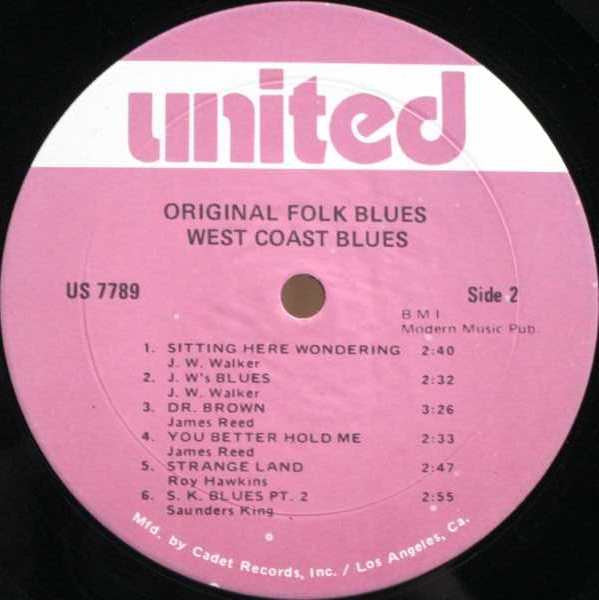 united
ORIGINAL FOLK BLUES
WEST COAST BLUES
US 7789 Side 2
B M I
Modern Music Pub.
1. SITTING HERE WONDERING 2:40
J. W. Walker
2. J. W's BLUES 2:32
J. W. Walker
3. DR. BROWN 3:26
James Reed
4. YOU BETTER HOLD ME 2:33
James Reed
5. STRANGE LAND 2:47
Roy Hawkins
6. S. K. BLUES PT. 2 2:55
Saunders King
Mfd. by Cadet Records, Inc. / Los Angeles, Ca.